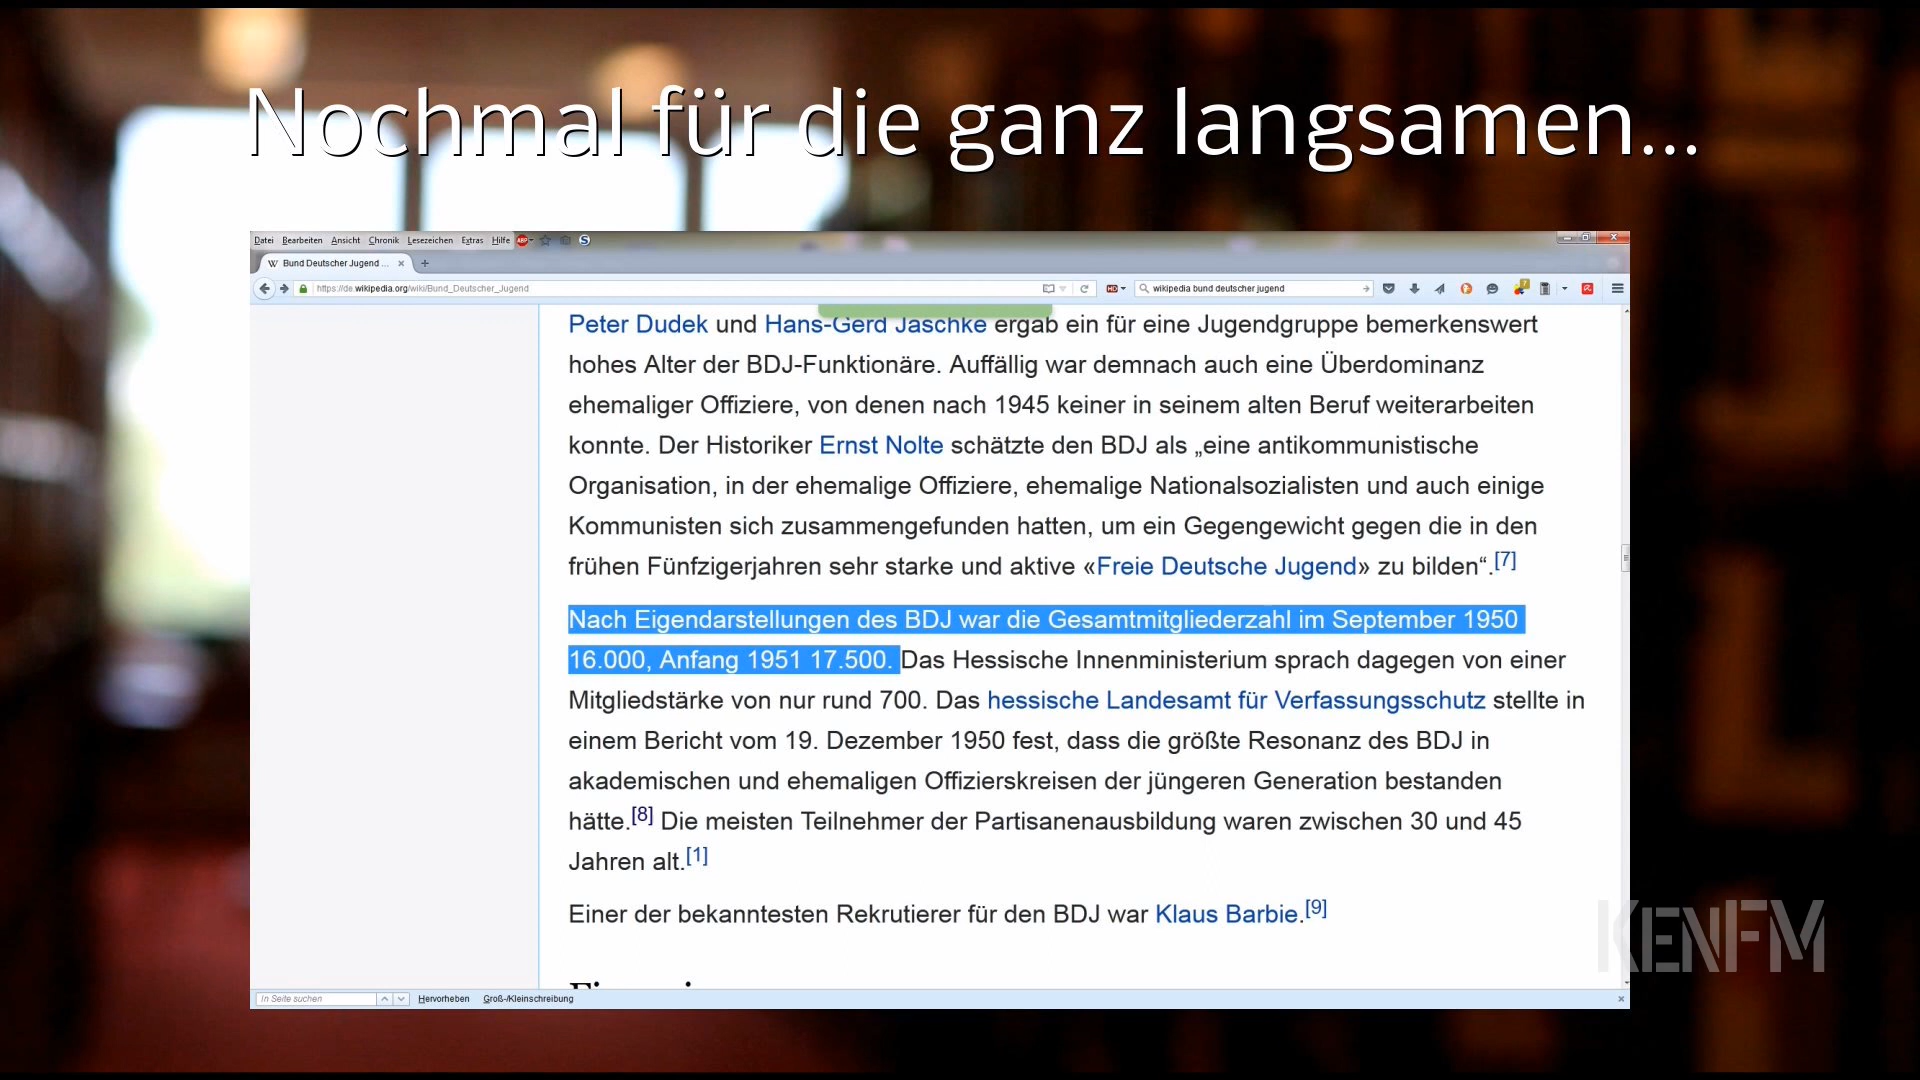 Nochmal für die ganz langsamen...
Datei Bearbeiten Ansicht Chronik Lesezeichen Extras Hilfe ABP S
W Bund Deutscher Jugend ... × +
https://de.wikipedia.org/wiki/Bund_Deutscher_Jugend HD wikipedia bund deutscher jugend 7
Peter Dudek und Hans-Gerd Jaschke ergab ein für eine Jugendgruppe bemerkenswert
hohes Alter der BDJ-Funktionäre. Auffällig war demnach auch eine Überdominanz
ehemaliger Offiziere, von denen nach 1945 keiner in seinem alten Beruf weiterarbeiten
konnte. Der Historiker Ernst Nolte schätzte den BDJ als „eine antikommunistische
Organisation, in der ehemalige Offiziere, ehemalige Nationalsozialisten und auch einige
Kommunisten sich zusammengefunden hatten, um ein Gegengewicht gegen die in den
frühen Fünfzigerjahren sehr starke und aktive «Freie Deutsche Jugend» zu bilden“.[7]
Nach Eigendarstellungen des BDJ war die Gesamtmitgliederzahl im September 1950
16.000, Anfang 1951 17.500. Das Hessische Innenministerium sprach dagegen von einer
Mitgliedstärke von nur rund 700. Das hessische Landesamt für Verfassungsschutz stellte in
einem Bericht vom 19. Dezember 1950 fest, dass die größte Resonanz des BDJ in
akademischen und ehemaligen Offizierskreisen der jüngeren Generation bestanden
hätte.[8] Die meisten Teilnehmer der Partisanenausbildung waren zwischen 30 und 45
Jahren alt.[1]
Einer der bekanntesten Rekrutierer für den BDJ war Klaus Barbie.[9]
KENFM
In Seite suchen Hervorheben Groß-/Kleinschreibung ×